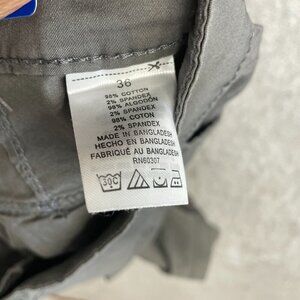 36
98% COTTON
2% SPANDEX
98% ALGODÓN
2% SPANDEX
98% COTON
2% SPANDEX
MADE IN BANGLADESH
HECHO EN BANGLADESH
FABRIQUÉ AU BANGLADESH
RN60307
30C